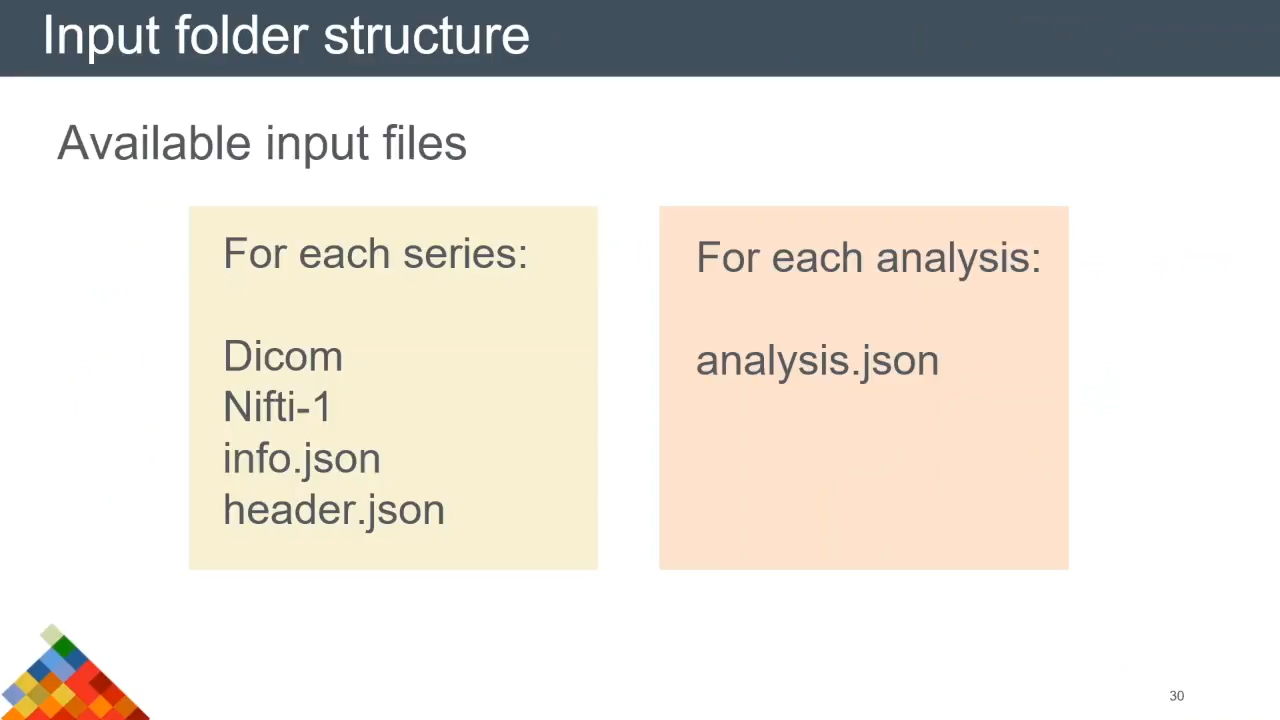 Input folder structure
Available input files
For each series:
Dicom
Nifti-1
info.json
header.json
For each analysis:
analysis.json
30